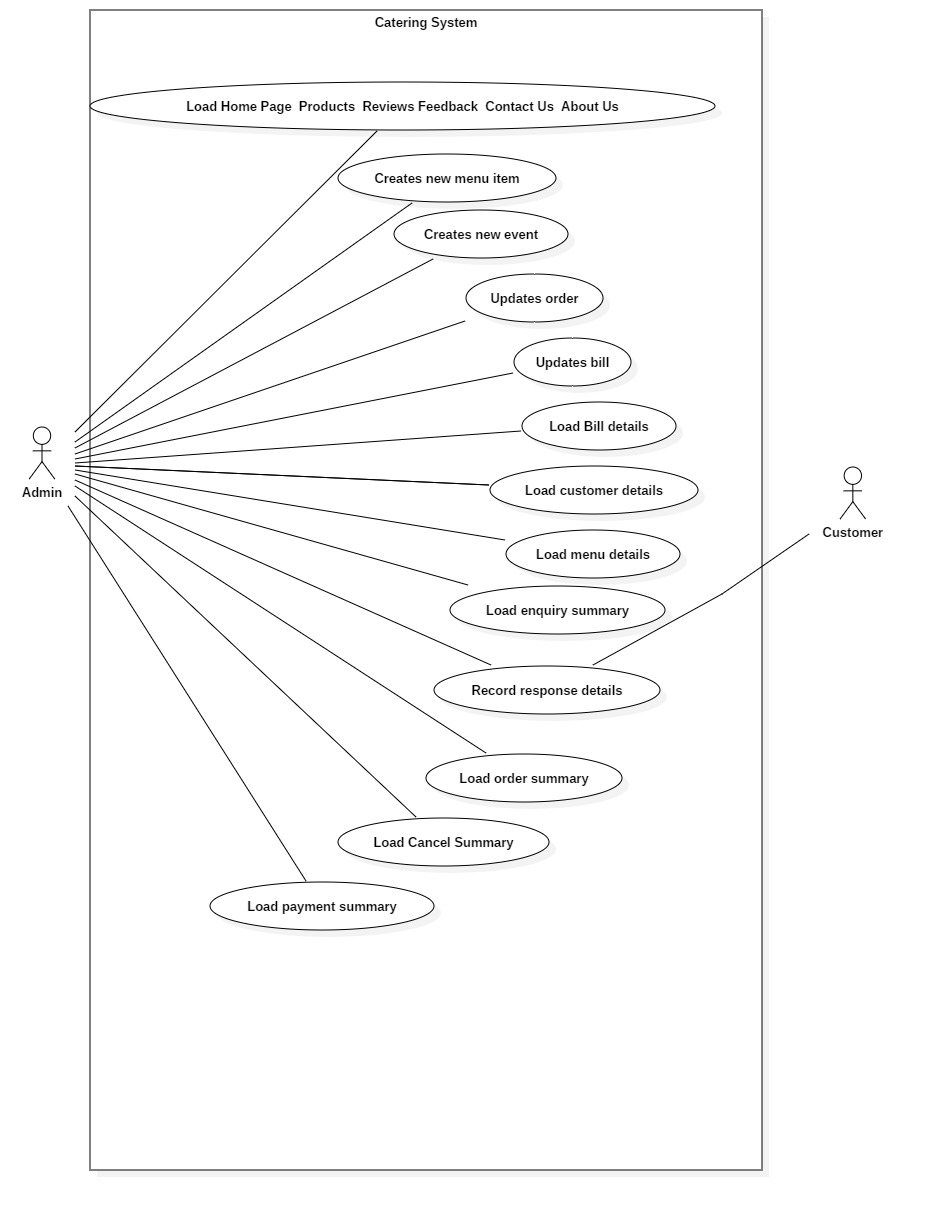 Catering System
Load Home Page  Products  Reviews Feedback  Contact Us  About Us
Creates new menu item
Creates new event
Updates order
Updates bill
Load Bill details
Load customer details
Admin
Customer
Load menu details
Load enquiry summary
Record response details
Load order summary
Load Cancel Summary
Load payment summary